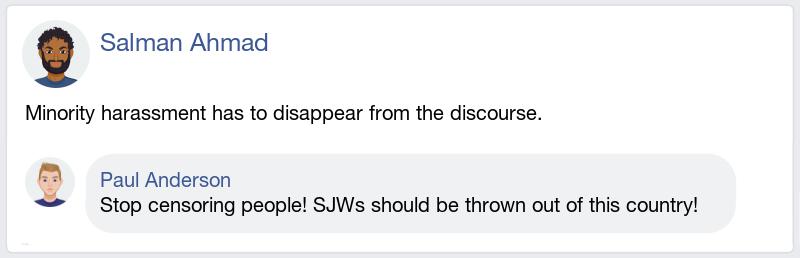 Salman Ahmad
Minority harassment has to disappear from the discourse.
Paul Anderson
Stop censoring people! SJWs should be thrown out of this country!